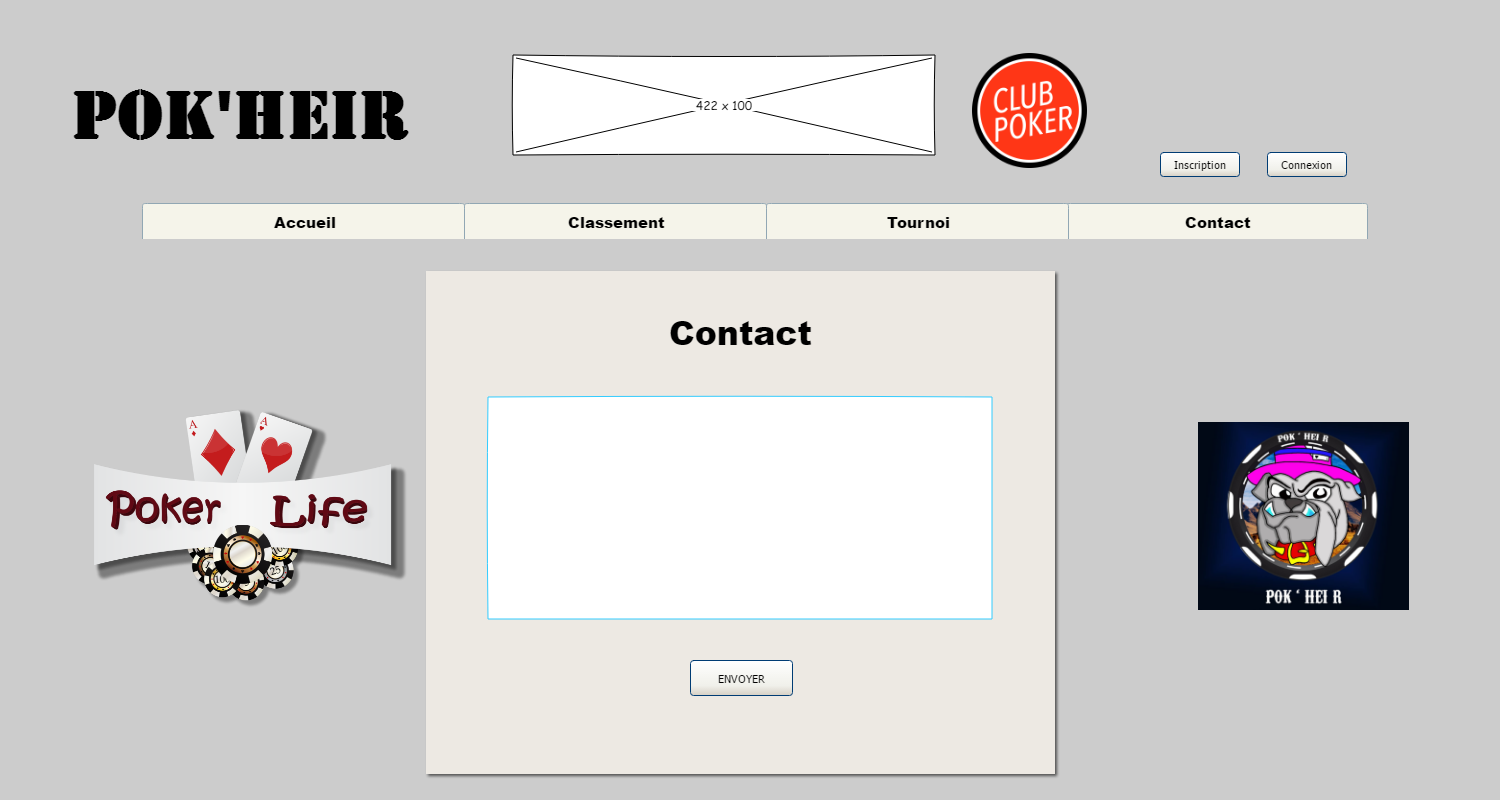 POK'HEIR
422 x 100
CLUB
POKER
Inscription
Connexion
Accueil
Classement
Tournoi
Contact
Contact
A
A
Poker Life
25
POK ' HEI R
POK ' HEI R
ENVOYER